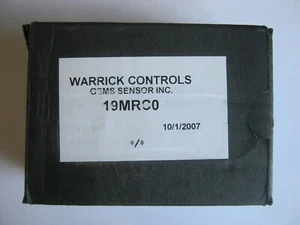 WARRICK CONTROLS
GEMS SENSOR INC.
19MRC0
10/1/2007
0/0